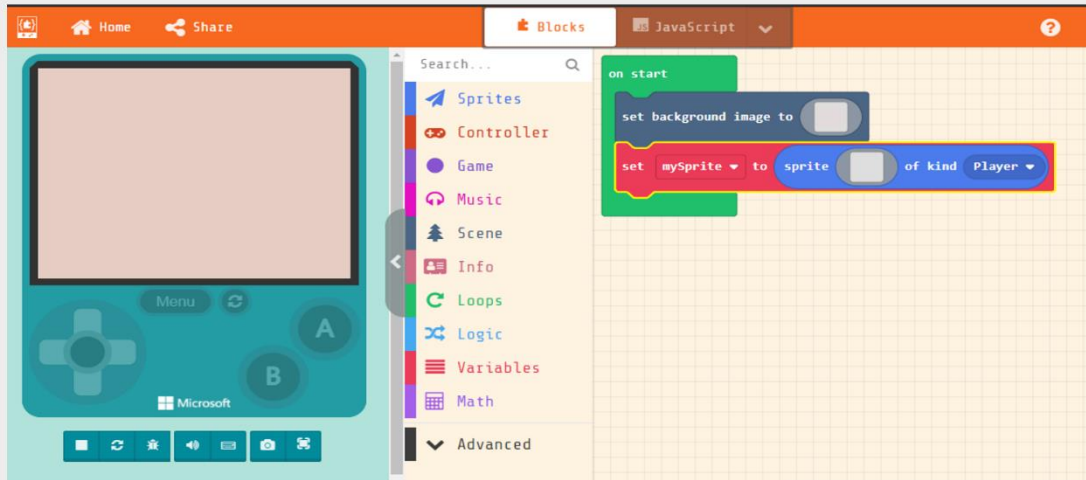 Home
Share
Blocks
JS JavaScript
?
Menu
A
B
Microsoft
Search...
Sprites
Controller
Game
Music
Scene
Info
Loops
Logic
Variables
Math
Advanced
on start
set background image to
set mySprite to sprite of kind Player